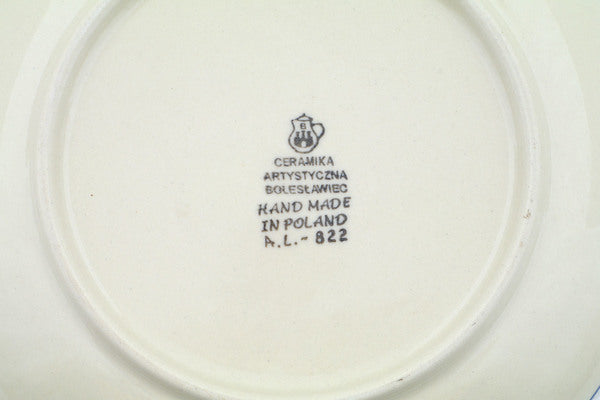 B
CERAMIKA
ARTYSTYCZNA
BOLESŁAWIEC
HAND MADE
IN POLAND
A.L.- 822